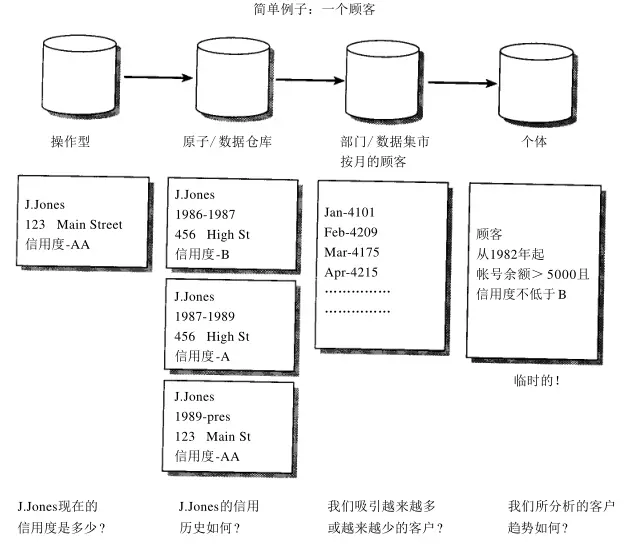 简单例子：一个顾客
操作型
原子/数据仓库
部门/数据集市
按月的顾客
个体
J.Jones
123 Main Street
信用度-AA
J.Jones
1986-1987
456 High St
信用度-B
J.Jones
1987-1989
456 High St
信用度-A
J.Jones
1989-pres
123 Main St
信用度-AA
Jan-4101
Feb-4209
Mar-4175
Apr-4215
……………
……………
顾客
从1982年起
帐号余额＞5000且
信用度不低于B
临时的！
J.Jones现在的
信用度是多少？
J.Jones的信用
历史如何？
我们吸引越来越多
或越来越少的客户？
我们所分析的客户
趋势如何？